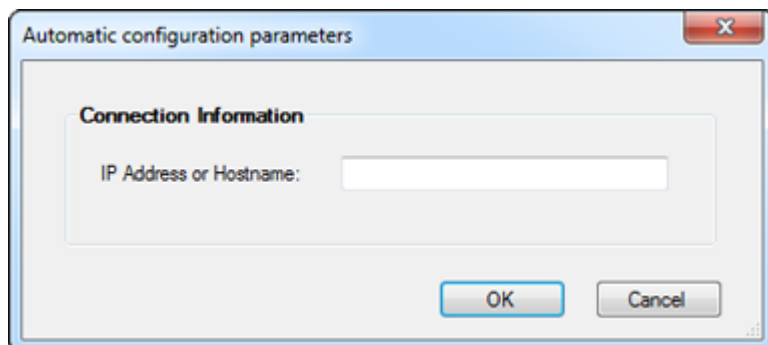 Automatic configuration parameters
Connection Information
IP Address or Hostname:
OK Cancel